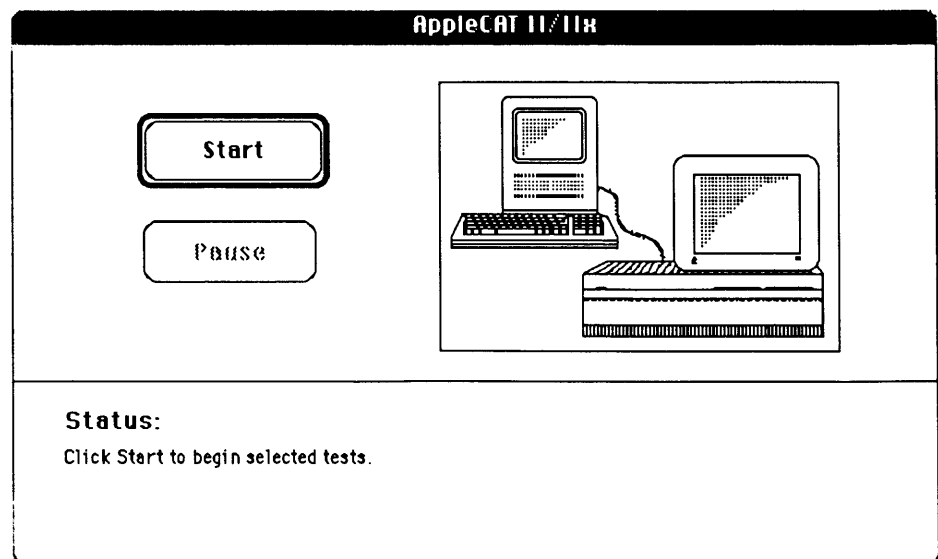 AppleCAT II/IIx
Start
Pause
Status:
Click Start to begin selected tests.